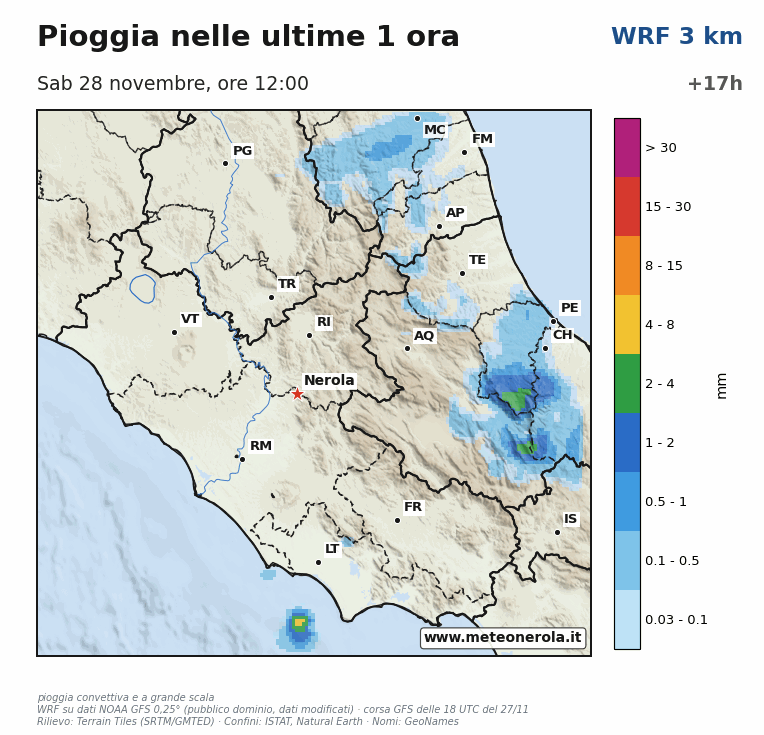 Pioggia nelle ultime 1 ora
WRF 3 km
Sab 28 novembre, ore 12:00
+17h
MC
FM
PG
AP
TE
TR
PE
VT
RI
AQ
CH
Nerola
RM
FR
IS
LT
www.meteonerola.it
> 30
15 - 30
8 - 15
4 - 8
2 - 4
1 - 2
0.5 - 1
0.1 - 0.5
0.03 - 0.1
mm
pioggia convettiva e a grande scala
WRF su dati NOAA GFS 0,25° (pubblico dominio, dati modificati) · corsa GFS delle 18 UTC del 27/11
Rilievo: Terrain Tiles (SRTM/GMTED) · Confini: ISTAT, Natural Earth · Nomi: GeoNames